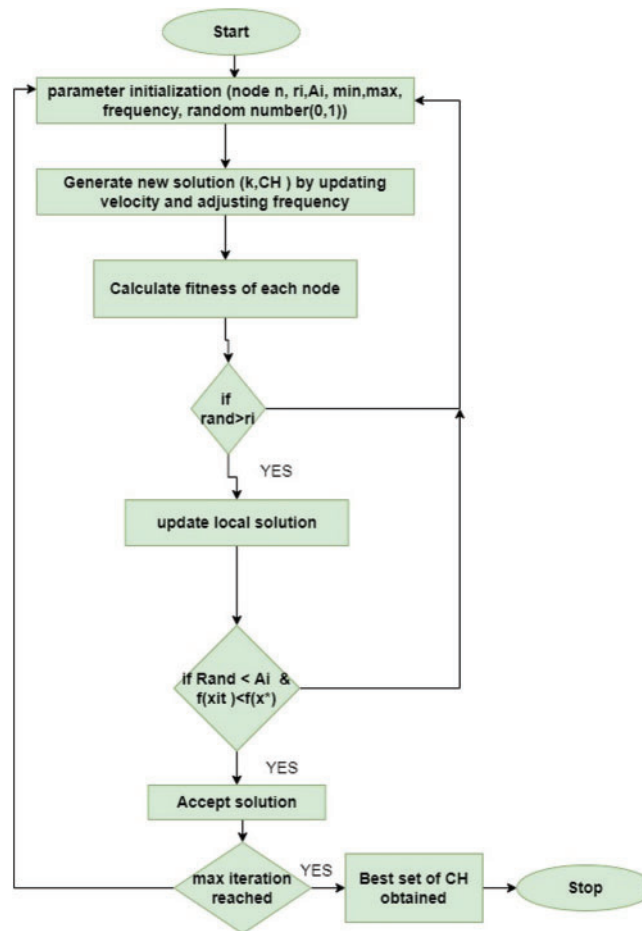 Start
parameter initialization (node n, ri,Ai, min,max,
frequency, random number(0,1))
Generate new solution (k,CH ) by updating
velocity and adjusting frequency
Calculate fitness of each node
if
rand>ri
YES
update local solution
if Rand < Ai &
f(xit )<f(x*)
YES
Accept solution
max iteration
reached
YES
Best set of CH
obtained
Stop